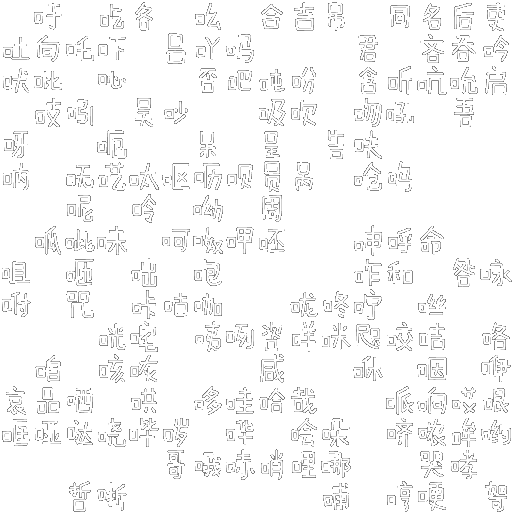 吁 吃各 吆 合吉吊 同名后吏
吐向吒吓 吕吖吗 君 吝吞吟
吠吡 吣 否吧吨吩 含听吭吮启
吱吲 吴吵 吸吹 吻吼 吾
呀 呃 呆 呈 告呋
呐 呒呓呔呕呖呗员呙 呛呜
呢 呤 呦 周
呱呲味 呵呶呷呸 呻呼命
咀 咂 咄 咆 咋和 咎咏
咐 咒 咔咕咖 咙咚咛 咝
咣咤 咦咧咨咩咪咫咬咭 咯
咱 咳咴 咸 咻 咽 咿
哀品哂 哄 哆哇哈哉 哌响哎哏
哐哑哒哓哔哕 哗 哙哚 哜哝哞哟
哥哦哧哨哩哪 哭哮
哲哳 哺 哼哽 哿